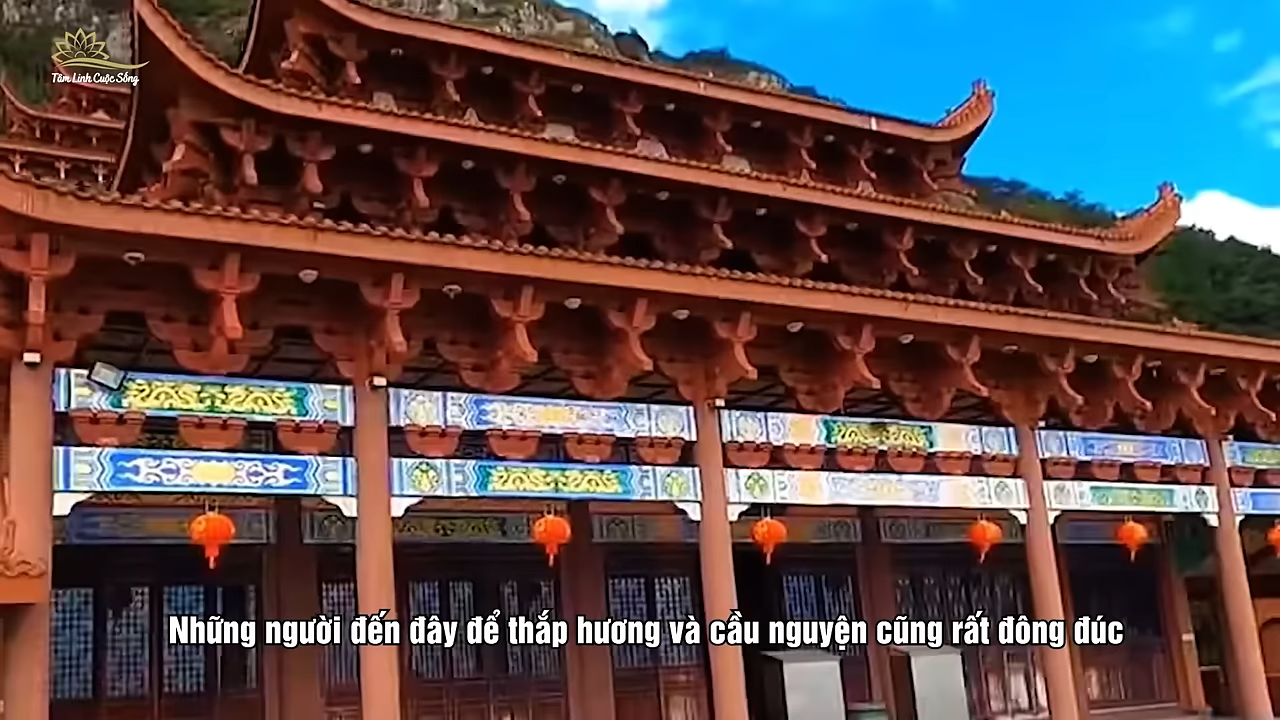 Tâm Linh Cuộc Sống
Những người đến đây để thắp hương và cầu nguyện cũng rất đông đúc